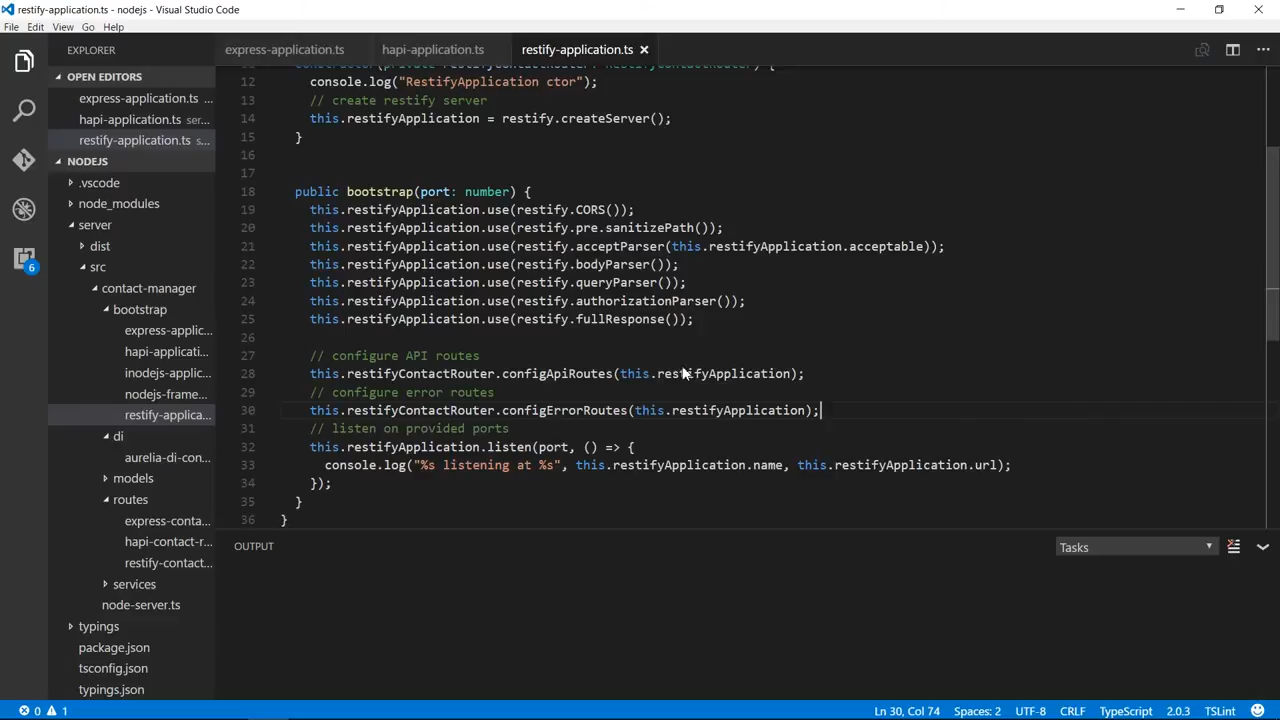 restify-application.ts - nodejs - Visual Studio Code
File Edit View Go Help
EXPLORER
express-application.ts
hapi-application.ts
restify-application.ts
OPEN EDITORS
express-application.ts ...
hapi-application.ts ser...
restify-application.ts s...
NODEJS
.vscode
node_modules
server
dist
src
contact-manager
bootstrap
express-applic...
hapi-applicati...
inodejs-applic...
nodejs-frame...
restify-applica...
di
aurelia-di-con...
models
routes
express-conta...
hapi-contact-r...
restify-contact...
services
node-server.ts
typings
package.json
tsconfig.json
typings.json
12 console.log("RestifyApplication ctor");
13 // create restify server
14 this.restifyApplication = restify.createServer();
15 }
16
17
18 public bootstrap(port: number) {
19 this.restifyApplication.use(restify.CORS());
20 this.restifyApplication.use(restify.pre.sanitizePath());
21 this.restifyApplication.use(restify.acceptParser(this.restifyApplication.acceptable));
22 this.restifyApplication.use(restify.bodyParser());
23 this.restifyApplication.use(restify.queryParser());
24 this.restifyApplication.use(restify.authorizationParser());
25 this.restifyApplication.use(restify.fullResponse());
26
27 // configure API routes
28 this.restifyContactRouter.configApiRoutes(this.restifyApplication);
29 // configure error routes
30 this.restifyContactRouter.configErrorRoutes(this.restifyApplication);
31 // listen on provided ports
32 this.restifyApplication.listen(port, () => {
33 console.log("%s listening at %s", this.restifyApplication.name, this.restifyApplication.url);
34 });
35 }
36 }
OUTPUT
Tasks
6
0 1
Ln 30, Col 74 Spaces: 2 UTF-8 CRLF TypeScript 2.0.3 TSLint